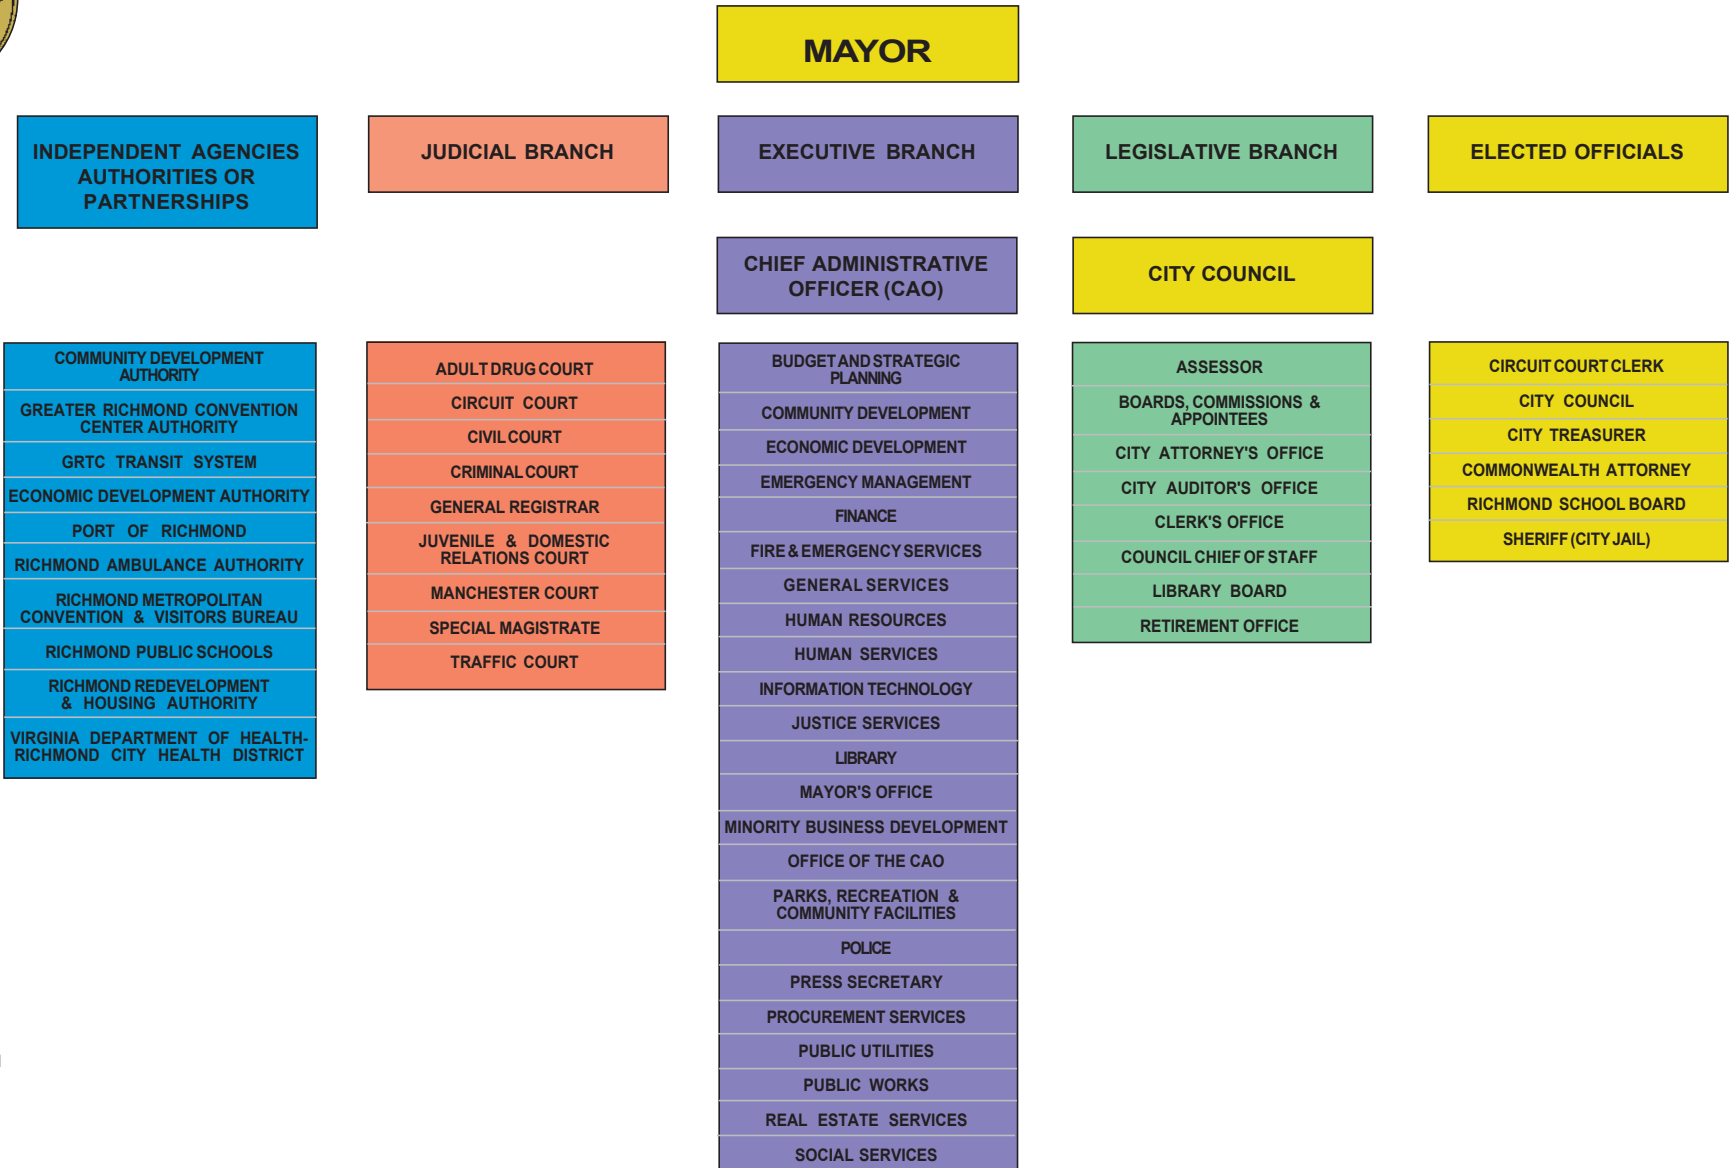 MAYOR
INDEPENDENT AGENCIES
AUTHORITIES OR
PARTNERSHIPS
JUDICIAL BRANCH
EXECUTIVE BRANCH
LEGISLATIVE BRANCH
ELECTED OFFICIALS
CHIEF ADMINISTRATIVE
OFFICER (CAO)
CITY COUNCIL
COMMUNITY DEVELOPMENT
AUTHORITY
GREATER RICHMOND CONVENTION
CENTER AUTHORITY
GRTC TRANSIT SYSTEM
ECONOMIC DEVELOPMENT AUTHORITY
PORT OF RICHMOND
RICHMOND AMBULANCE AUTHORITY
RICHMOND METROPOLITAN
CONVENTION & VISITORS BUREAU
RICHMOND PUBLIC SCHOOLS
RICHMOND REDEVELOPMENT
& HOUSING AUTHORITY
VIRGINIA DEPARTMENT OF HEALTH-
RICHMOND CITY HEALTH DISTRICT
ADULT DRUG COURT
CIRCUIT COURT
CIVIL COURT
CRIMINAL COURT
GENERAL REGISTRAR
JUVENILE & DOMESTIC
RELATIONS COURT
MANCHESTER COURT
SPECIAL MAGISTRATE
TRAFFIC COURT
BUDGET AND STRATEGIC
PLANNING
COMMUNITY DEVELOPMENT
ECONOMIC DEVELOPMENT
EMERGENCY MANAGEMENT
FINANCE
FIRE & EMERGENCY SERVICES
GENERAL SERVICES
HUMAN RESOURCES
HUMAN SERVICES
INFORMATION TECHNOLOGY
JUSTICE SERVICES
LIBRARY
MAYOR'S OFFICE
MINORITY BUSINESS DEVELOPMENT
OFFICE OF THE CAO
PARKS, RECREATION &
COMMUNITY FACILITIES
POLICE
PRESS SECRETARY
PROCUREMENT SERVICES
PUBLIC UTILITIES
PUBLIC WORKS
REAL ESTATE SERVICES
SOCIAL SERVICES
ASSESSOR
BOARDS, COMMISSIONS &
APPOINTEES
CITY ATTORNEY'S OFFICE
CITY AUDITOR'S OFFICE
CLERK'S OFFICE
COUNCIL CHIEF OF STAFF
LIBRARY BOARD
RETIREMENT OFFICE
CIRCUIT COURT CLERK
CITY COUNCIL
CITY TREASURER
COMMONWEALTH ATTORNEY
RICHMOND SCHOOL BOARD
SHERIFF (CITY JAIL)